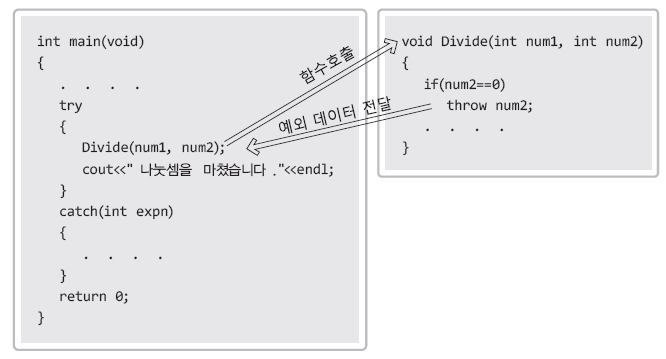 int main(void)
{
. . . .
try
{
Divide(num1, num2);
cout<<" 나눗셈을 마쳤습니다 ."<<endl;
}
catch(int expn)
{
. . . .
}
return 0;
}
함수호출
예외 데이터 전달
void Divide(int num1, int num2)
{
if(num2==0)
throw num2;
. . . .
}